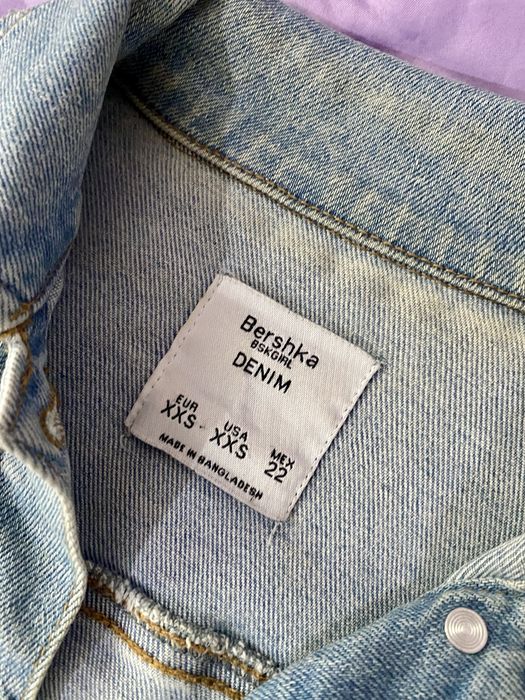 Bershka
BSKGIRL
DENIM
EUR USA MEX
XXS XXS 22
MADE IN BANGLADESH